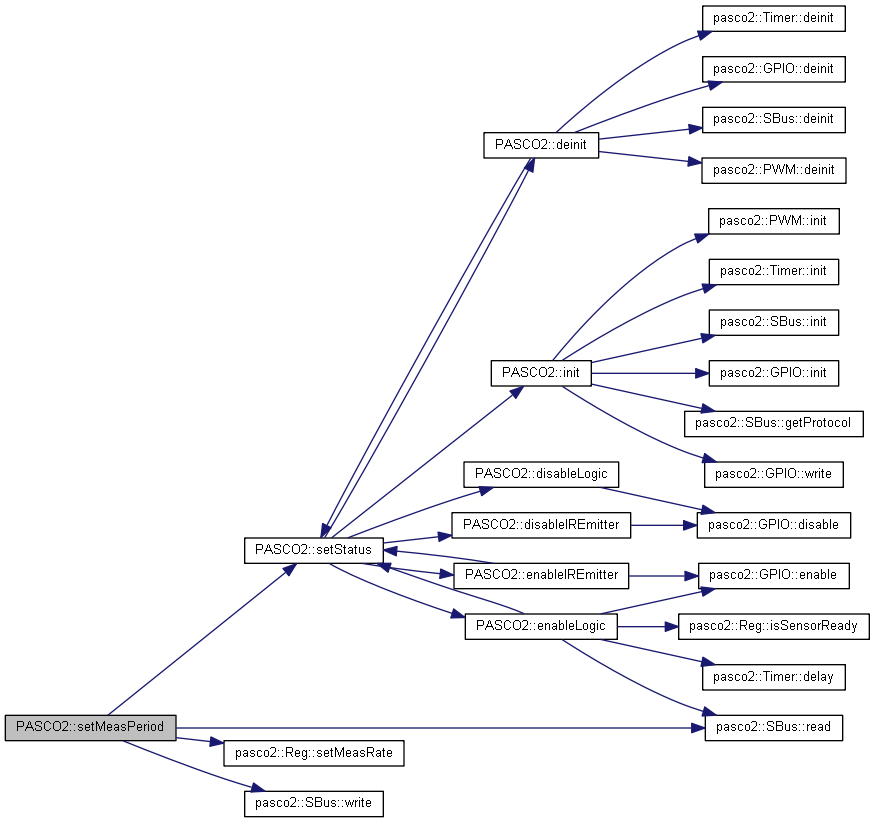 pasco2::Timer::deinit
pasco2::GPIO::deinit
pasco2::SBus::deinit
PASCO2::deinit
pasco2::PWM::deinit
pasco2::PWM::init
pasco2::Timer::init
pasco2::SBus::init
PASCO2::init
pasco2::GPIO::init
pasco2::SBus::getProtocol
PASCO2::disableLogic
pasco2::GPIO::write
PASCO2::disableIREmitter
pasco2::GPIO::disable
PASCO2::setStatus
PASCO2::enableIREmitter
pasco2::GPIO::enable
PASCO2::enableLogic
pasco2::Reg::isSensorReady
pasco2::Timer::delay
PASCO2::setMeasPeriod
pasco2::SBus::read
pasco2::Reg::setMeasRate
pasco2::SBus::write